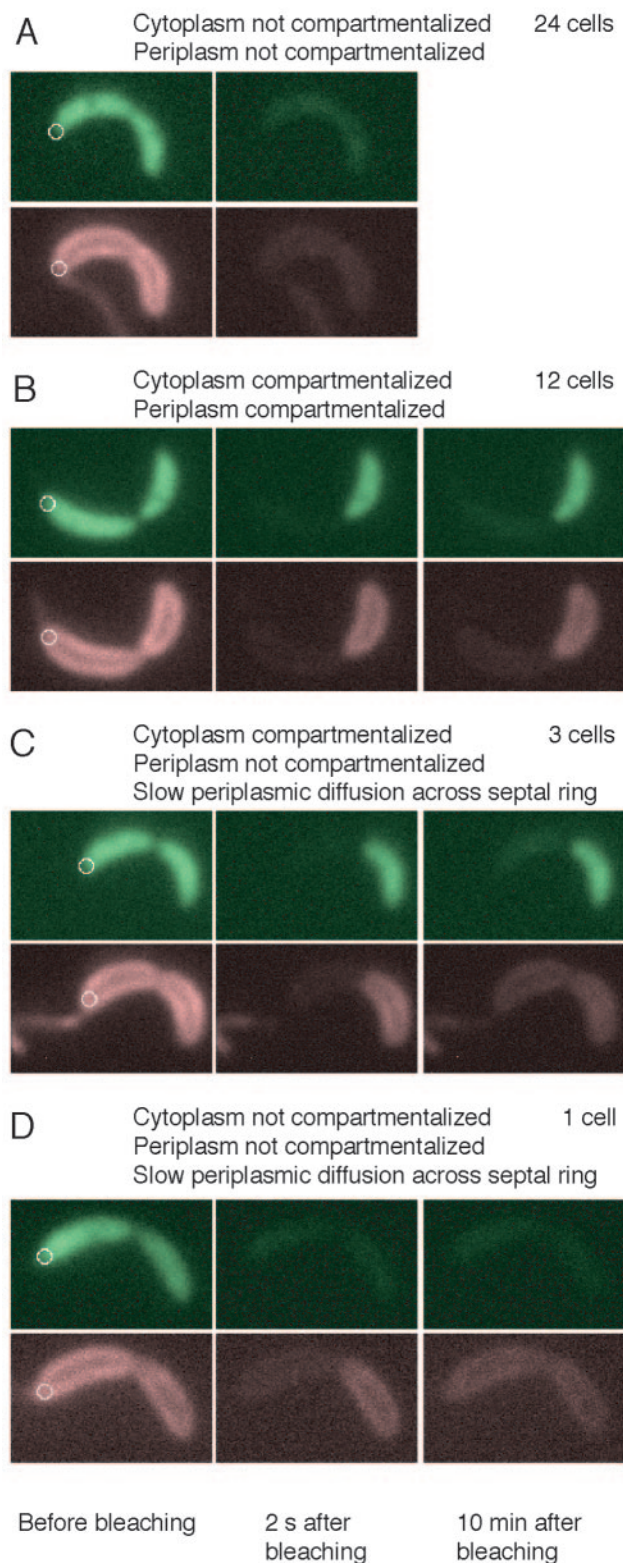 A
Cytoplasm not compartmentalized 24 cells
Periplasm not compartmentalized
B
Cytoplasm compartmentalized 12 cells
Periplasm compartmentalized
C
Cytoplasm compartmentalized 3 cells
Periplasm not compartmentalized
Slow periplasmic diffusion across septal ring
D
Cytoplasm not compartmentalized 1 cell
Periplasm not compartmentalized
Slow periplasmic diffusion across septal ring
Before bleaching 2 s after 10 min after
bleaching bleaching